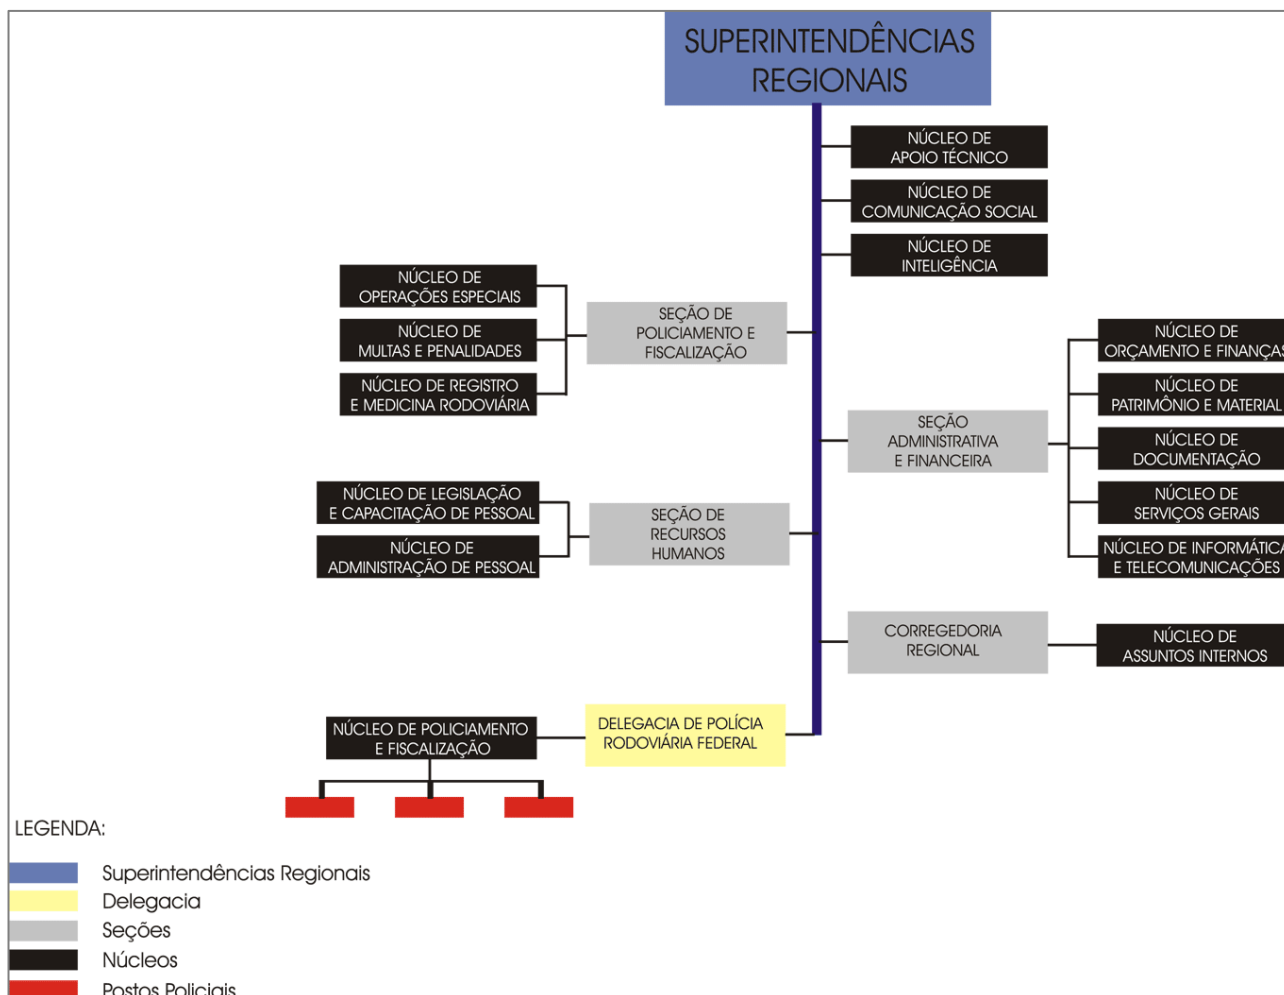 SUPERINTENDÊNCIAS
REGIONAIS
NÚCLEO DE
APOIO TÉCNICO
NÚCLEO DE
COMUNICAÇÃO SOCIAL
NÚCLEO DE
INTELIGÊNCIA
NÚCLEO DE
OPERAÇÕES ESPECIAIS
NÚCLEO DE
MULTAS E PENALIDADES
NÚCLEO DE REGISTRO
E MEDICINA RODOVIÁRIA
SEÇÃO DE
POLICIAMENTO E
FISCALIZAÇÃO
SEÇÃO
ADMINISTRATIVA
E FINANCEIRA
NÚCLEO DE
ORÇAMENTO E FINANÇAS
NÚCLEO DE
PATRIMÔNIO E MATERIAL
NÚCLEO DE
DOCUMENTAÇÃO
NÚCLEO DE
SERVIÇOS GERAIS
NÚCLEO DE INFORMÁTICA
E TELECOMUNICAÇÕES
NÚCLEO DE LEGISLAÇÃO
E CAPACITAÇÃO DE PESSOAL
NÚCLEO DE
ADMINISTRAÇÃO DE PESSOAL
SEÇÃO DE
RECURSOS
HUMANOS
CORREGEDORIA
REGIONAL
NÚCLEO DE
ASSUNTOS INTERNOS
NÚCLEO DE POLICIAMENTO
E FISCALIZAÇÃO
DELEGACIA DE POLÍCIA
RODOVIÁRIA FEDERAL
LEGENDA:
Superintendências Regionais
Delegacia
Seções
Núcleos
Postos Policiais